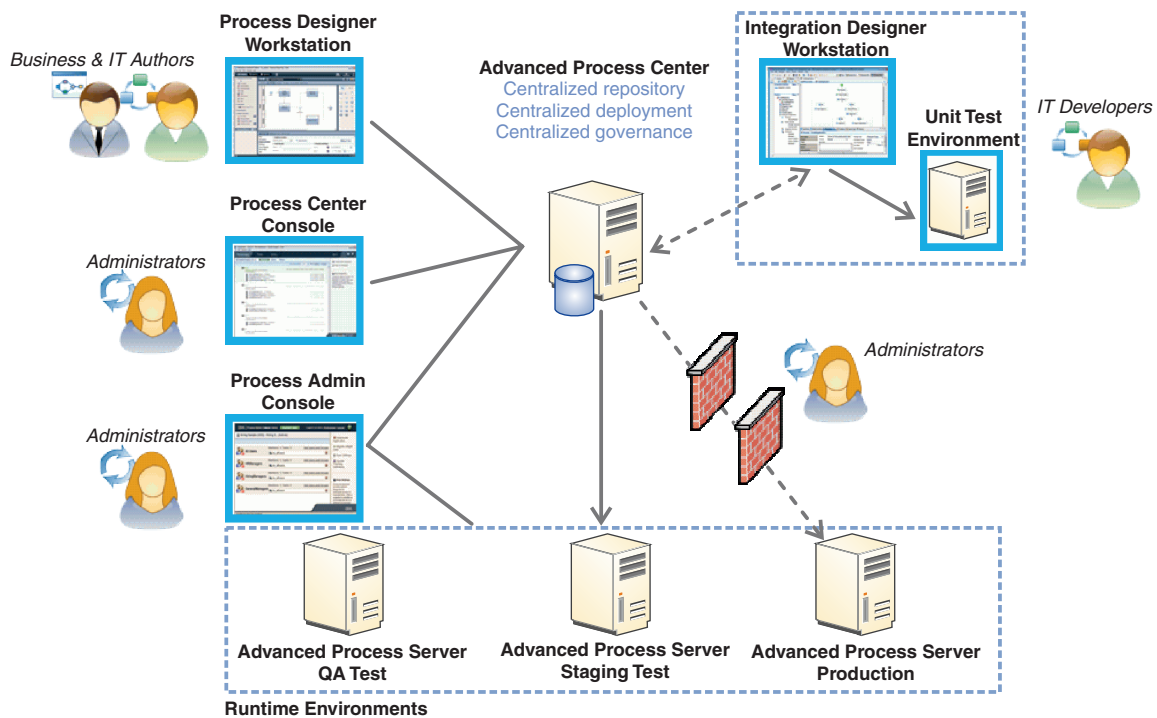 Process Designer
Workstation
Business & IT Authors
Advanced Process Center
Centralized repository
Centralized deployment
Centralized governance
Integration Designer
Workstation
Unit Test
Environment
IT Developers
Process Center
Console
Administrators
Administrators
Process Admin
Console
Administrators
Advanced Process Server
QA Test
Advanced Process Server
Staging Test
Advanced Process Server
Production
Runtime Environments